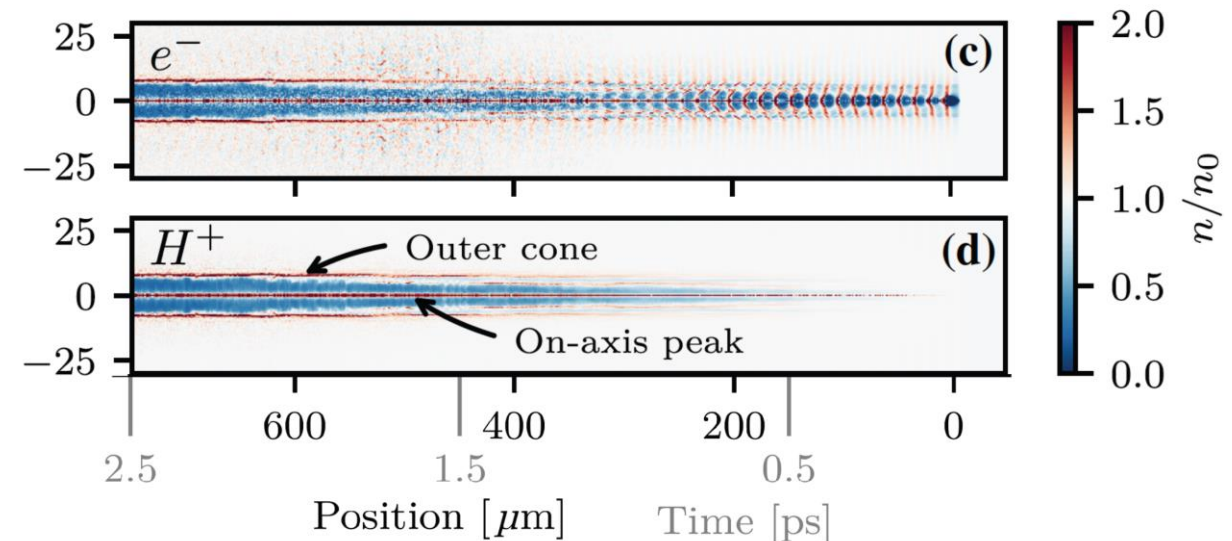 25
0
−25
e⁻
(c)
25
0
−25
H⁺
(d)
Outer cone
On-axis peak
600 400 200 0
2.5 1.5 0.5
Position [μm] Time [ps]
2.0
1.5
1.0
0.5
0.0
n/n₀